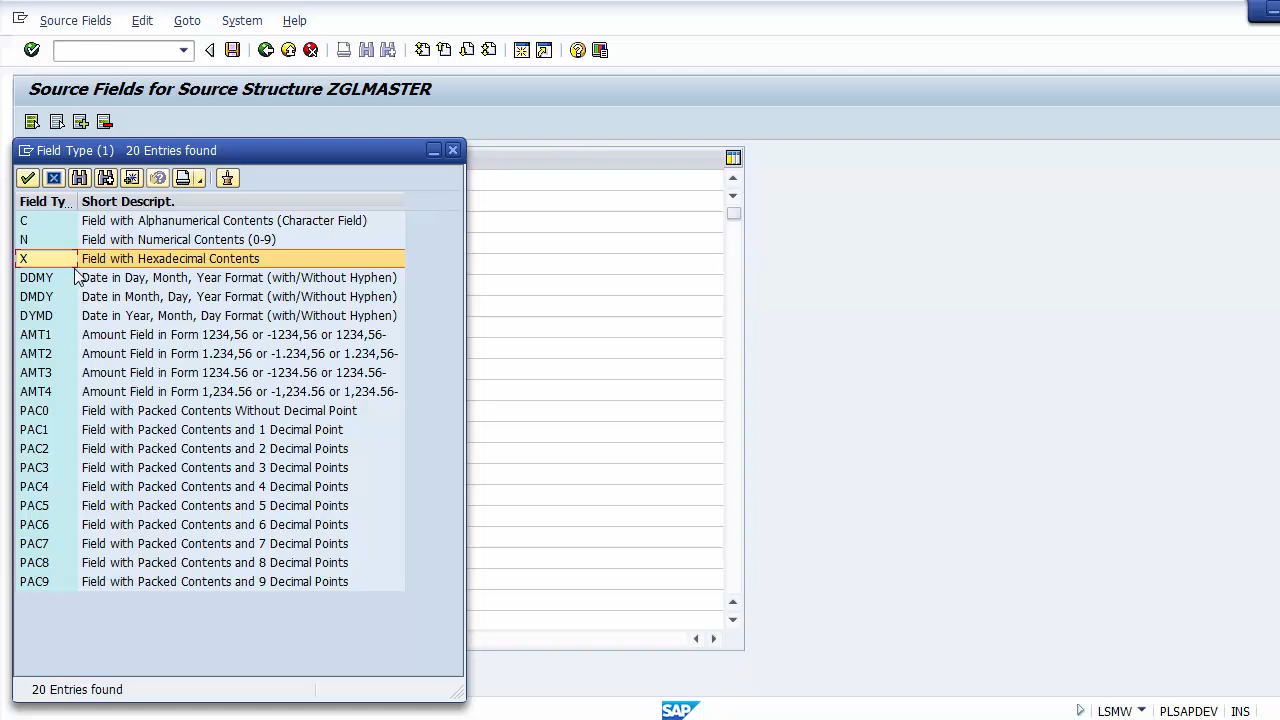 Source Fields Edit Goto System Help
Source Fields for Source Structure ZGLMASTER
Field Type (1) 20 Entries found
Field Ty... Short Descript.
C Field with Alphanumerical Contents (Character Field)
N Field with Numerical Contents (0-9)
X Field with Hexadecimal Contents
DDMY Date in Day, Month, Year Format (with/Without Hyphen)
DMDY Date in Month, Day, Year Format (with/Without Hyphen)
DYMD Date in Year, Month, Day Format (with/Without Hyphen)
AMT1 Amount Field in Form 1234,56 or -1234,56 or 1234,56-
AMT2 Amount Field in Form 1.234,56 or -1.234,56 or 1.234,56-
AMT3 Amount Field in Form 1234.56 or -1234.56 or 1234.56-
AMT4 Amount Field in Form 1,234.56 or -1,234.56 or 1,234.56-
PAC0 Field with Packed Contents Without Decimal Point
PAC1 Field with Packed Contents and 1 Decimal Point
PAC2 Field with Packed Contents and 2 Decimal Points
PAC3 Field with Packed Contents and 3 Decimal Points
PAC4 Field with Packed Contents and 4 Decimal Points
PAC5 Field with Packed Contents and 5 Decimal Points
PAC6 Field with Packed Contents and 6 Decimal Points
PAC7 Field with Packed Contents and 7 Decimal Points
PAC8 Field with Packed Contents and 8 Decimal Points
PAC9 Field with Packed Contents and 9 Decimal Points
20 Entries found
SAP LSMW PLSAPDEV INS